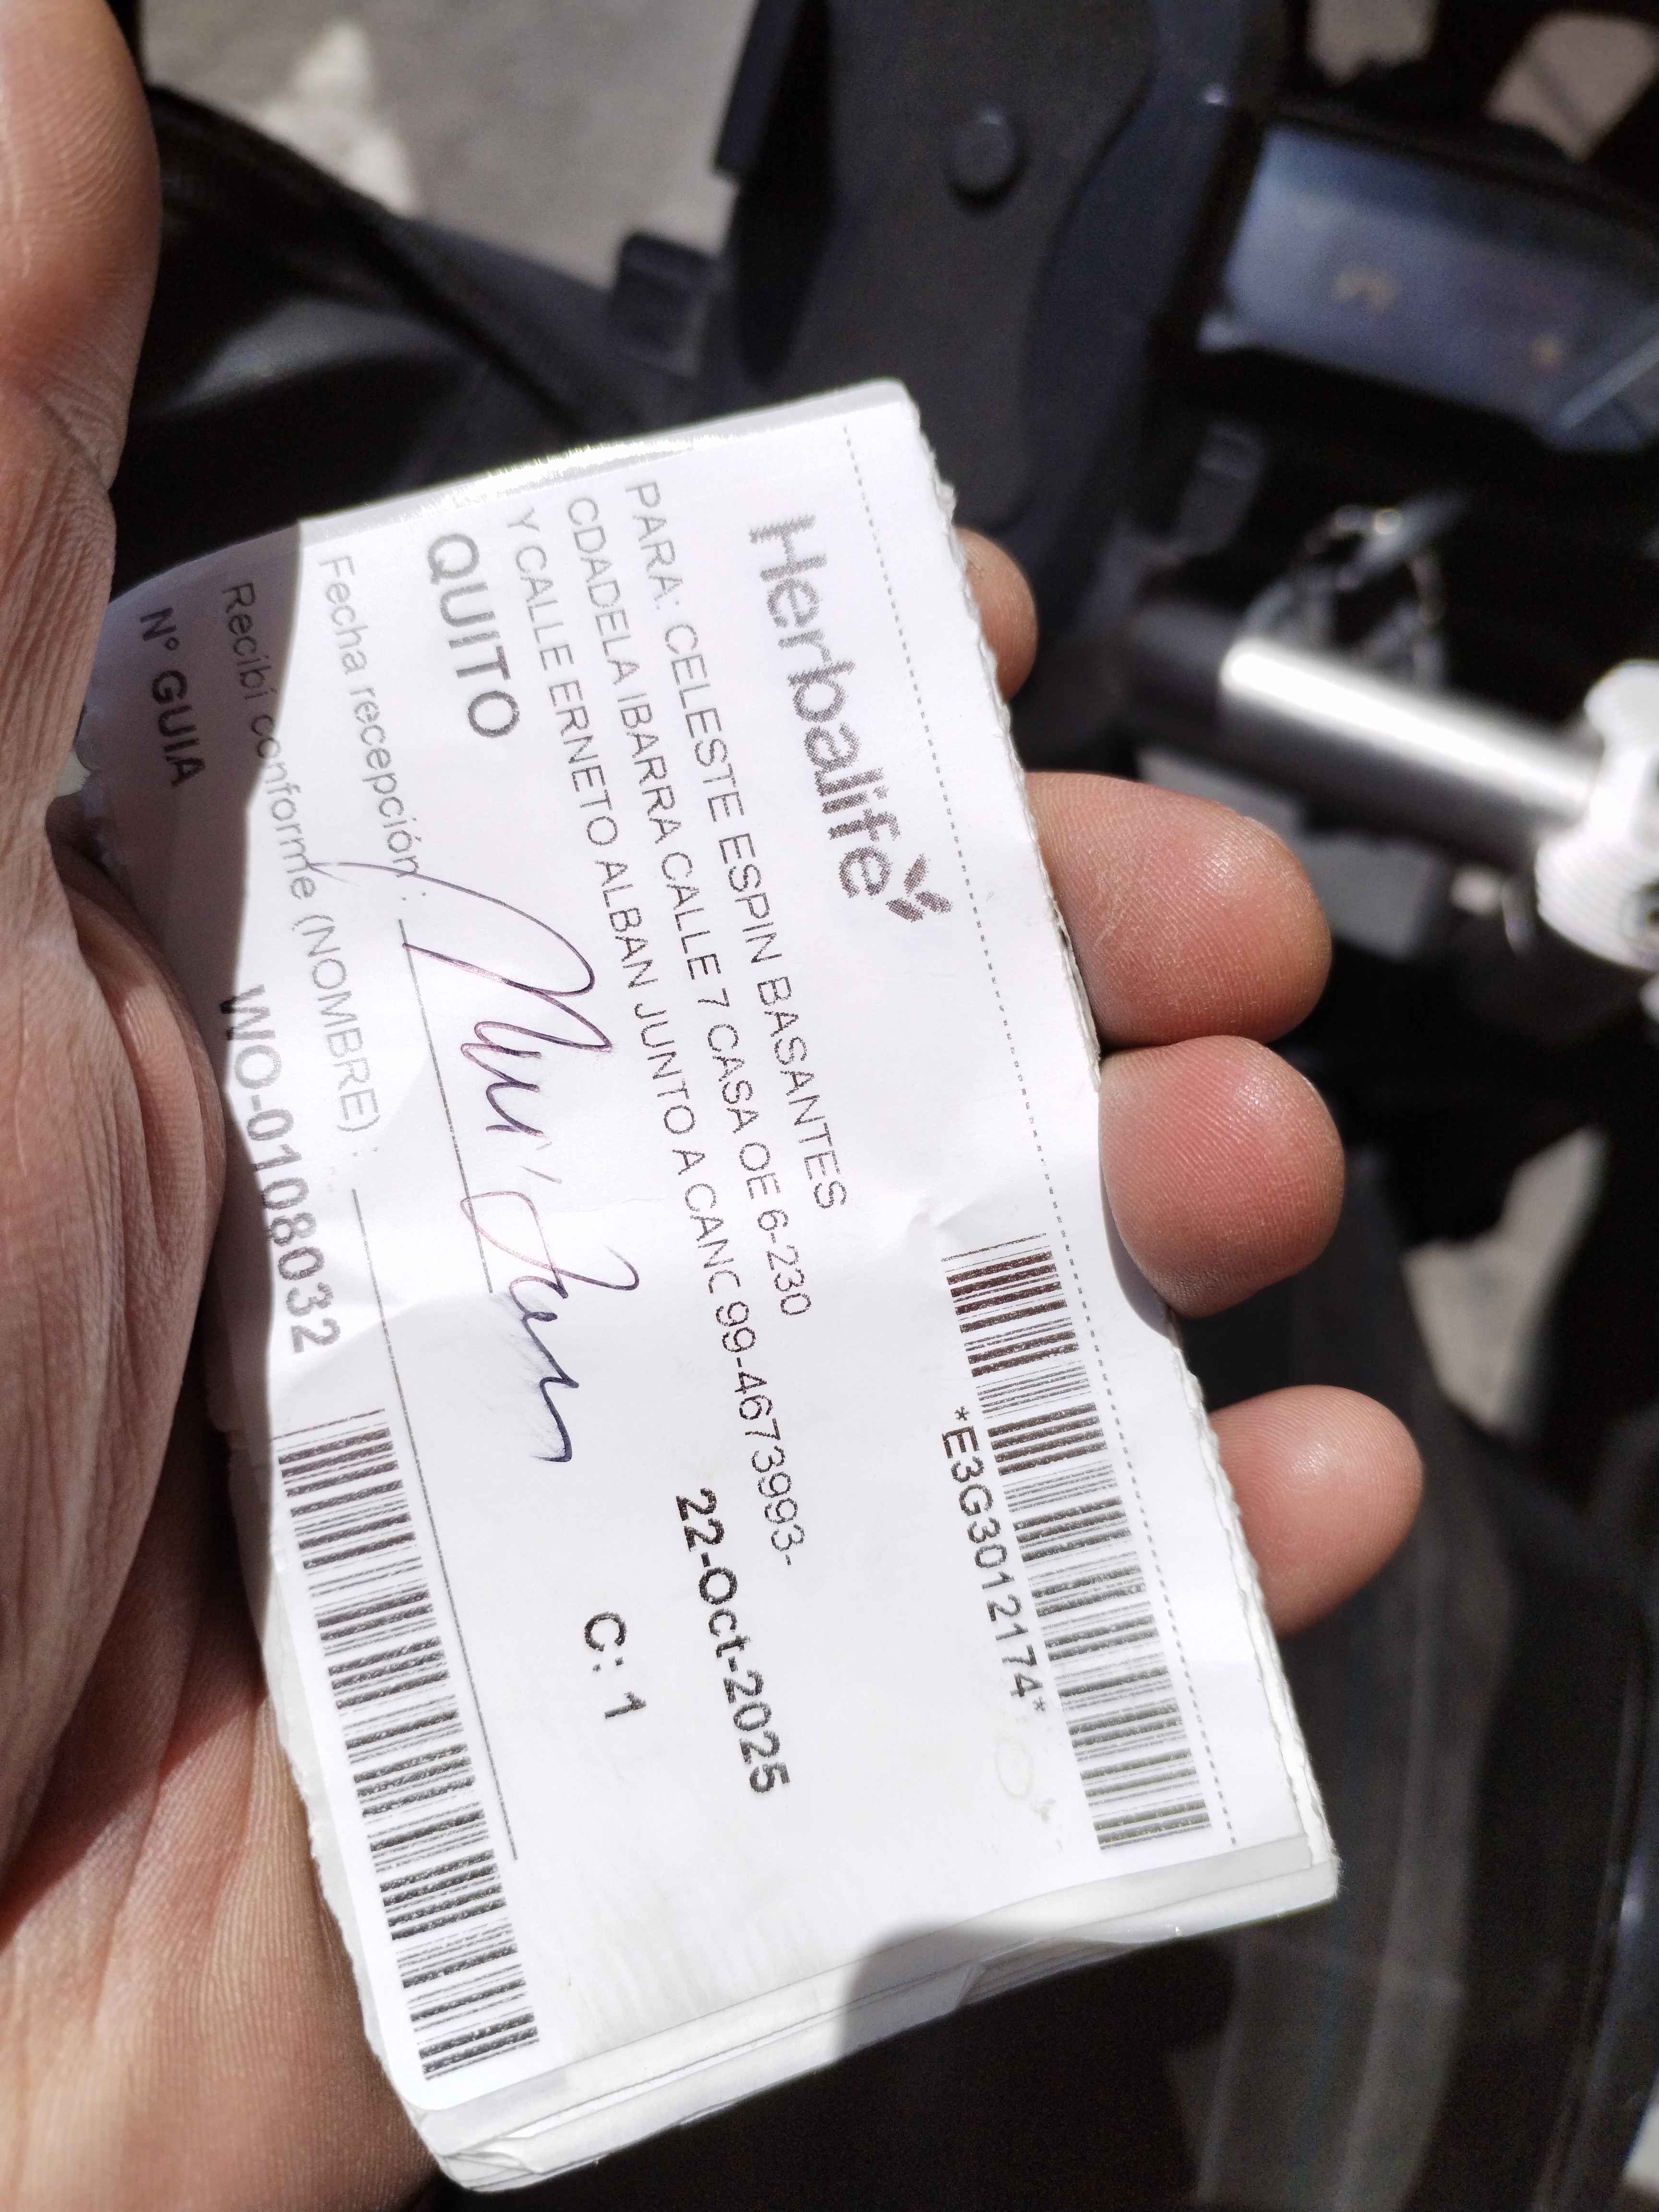 Herbalife
*E3G3012174*
PARA: CELESTE ESPIN BASANTES
CDADELA IBARRA CALLE 7 CASA OE 6-230
Y CALLE ERNETO ALBAN JUNTO A CANC 99-4673993-
QUITO
22-Oct-2025
C: 1
Fecha recepción :
Recibí conforme (NOMBRE) :
Nº GUIA
WO-0108032